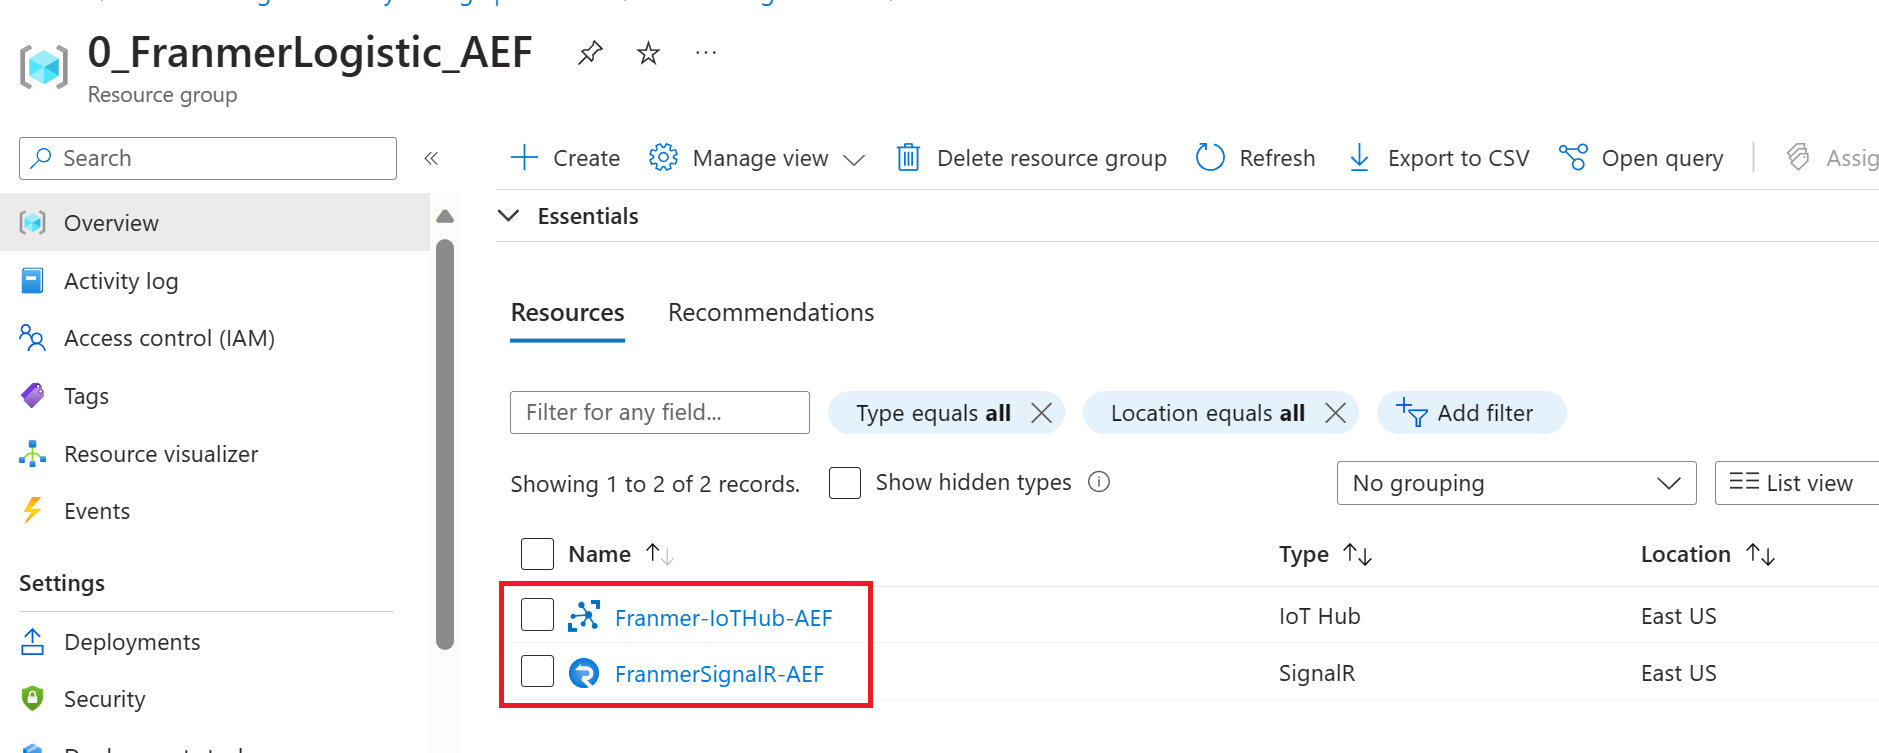 0_FranmerLogistic_AEF
Resource group
Search
Create
Manage view
Delete resource group
Refresh
Export to CSV
Open query
Overview
Essentials
Activity log
Access control (IAM)
Resources
Recommendations
Tags
Filter for any field...
Type equals all
Location equals all
Add filter
Resource visualizer
Showing 1 to 2 of 2 records.
Show hidden types
No grouping
List view
Events
Name
Type
Location
Settings
Franmer-IoTHub-AEF
IoT Hub
East US
Deployments
FranmerSignalR-AEF
SignalR
East US
Security